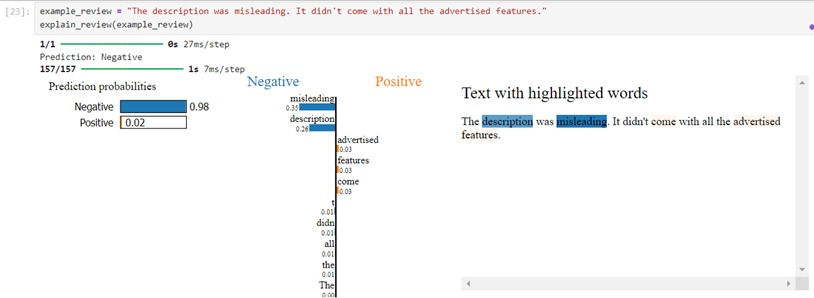 [23]: example_review = "The description was misleading. It didn't come with all the advertised features."
explain_review(example_review)
1/1 0s 27ms/step
Prediction: Negative
157/157 1s 7ms/step
Prediction probabilities
Negative 0.98
Positive 0.02
Negative Positive
misleading
0.35
description
0.26
advertised
0.03
features
0.03
come
0.03
t
0.01
didn
0.01
all
0.01
the
0.01
The
0.00
Text with highlighted words
The description was misleading. It didn't come with all the advertised
features.